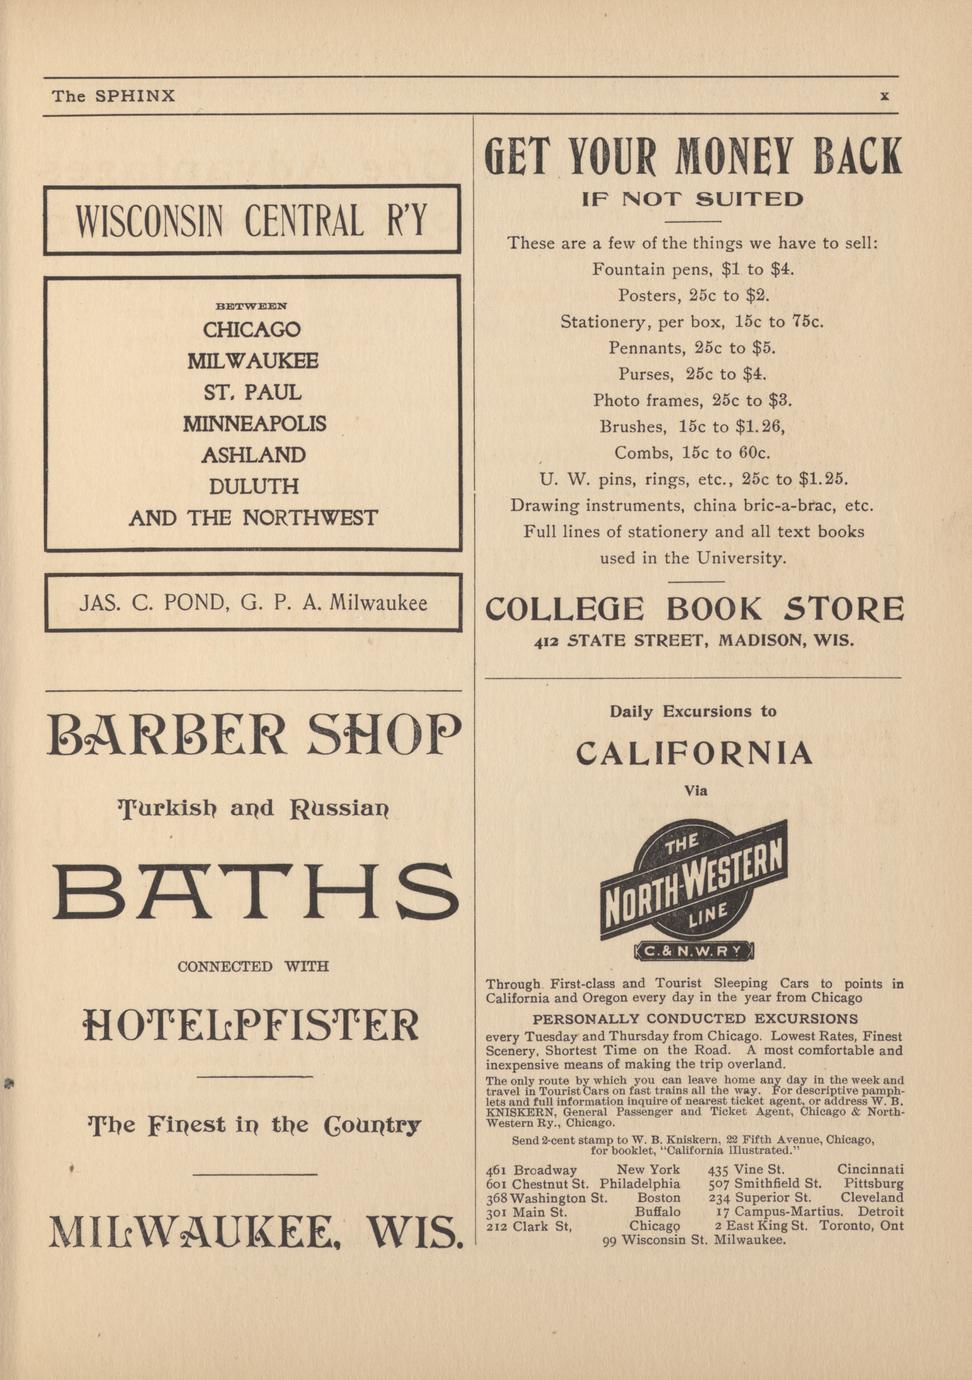 The SPHINX
x
WISCONSIN CENTRAL R'Y
BETWEEN
CHICAGO
MILWAUKEE
ST. PAUL
MINNEAPOLIS
ASHLAND
DULUTH
AND THE NORTHWEST
JAS. C. POND, G. P. A. Milwaukee
BARBER SHOP
Turkish and Russian
BATHS
CONNECTED WITH
HOTEL PFISTER
The Finest in the Country
MILWAUKEE, WIS.
GET YOUR MONEY BACK
IF NOT SUITED
These are a few of the things we have to sell:
Fountain pens, $1 to $4.
Posters, 25c to $2.
Stationery, per box, 15c to 75c.
Pennants, 25c to $5.
Purses, 25c to $4.
Photo frames, 25c to $3.
Brushes, 15c to $1.26,
Combs, 15c to 60c.
U. W. pins, rings, etc., 25c to $1.25.
Drawing instruments, china bric-a-brac, etc.
Full lines of stationery and all text books
used in the University.
COLLEGE BOOK STORE
412 STATE STREET, MADISON, WIS.
Daily Excursions to
CALIFORNIA
Via
THE
NORTH-WESTERN
LINE
C. & N. W. RY
Through First-class and Tourist Sleeping Cars to points in
California and Oregon every day in the year from Chicago
PERSONALLY CONDUCTED EXCURSIONS
every Tuesday and Thursday from Chicago. Lowest Rates, Finest
Scenery, Shortest Time on the Road. A most comfortable and
inexpensive means of making the trip overland.
The only route by which you can leave home any day in the week and
travel in Tourist Cars on fast trains all the way. For descriptive pamph-
lets and full information inquire of nearest ticket agent, or address W. B.
KNISKERN, General Passenger and Ticket Agent, Chicago & North-
Western Ry., Chicago.
Send 2-cent stamp to W. B. Kniskern, 22 Fifth Avenue, Chicago,
for booklet, "California Illustrated."
461 Broadway New York 435 Vine St. Cincinnati
601 Chestnut St. Philadelphia 507 Smithfield St. Pittsburg
368 Washington St. Boston 234 Superior St. Cleveland
301 Main St. Buffalo 17 Campus-Martius. Detroit
212 Clark St, Chicago 2 East King St. Toronto, Ont
99 Wisconsin St. Milwaukee.